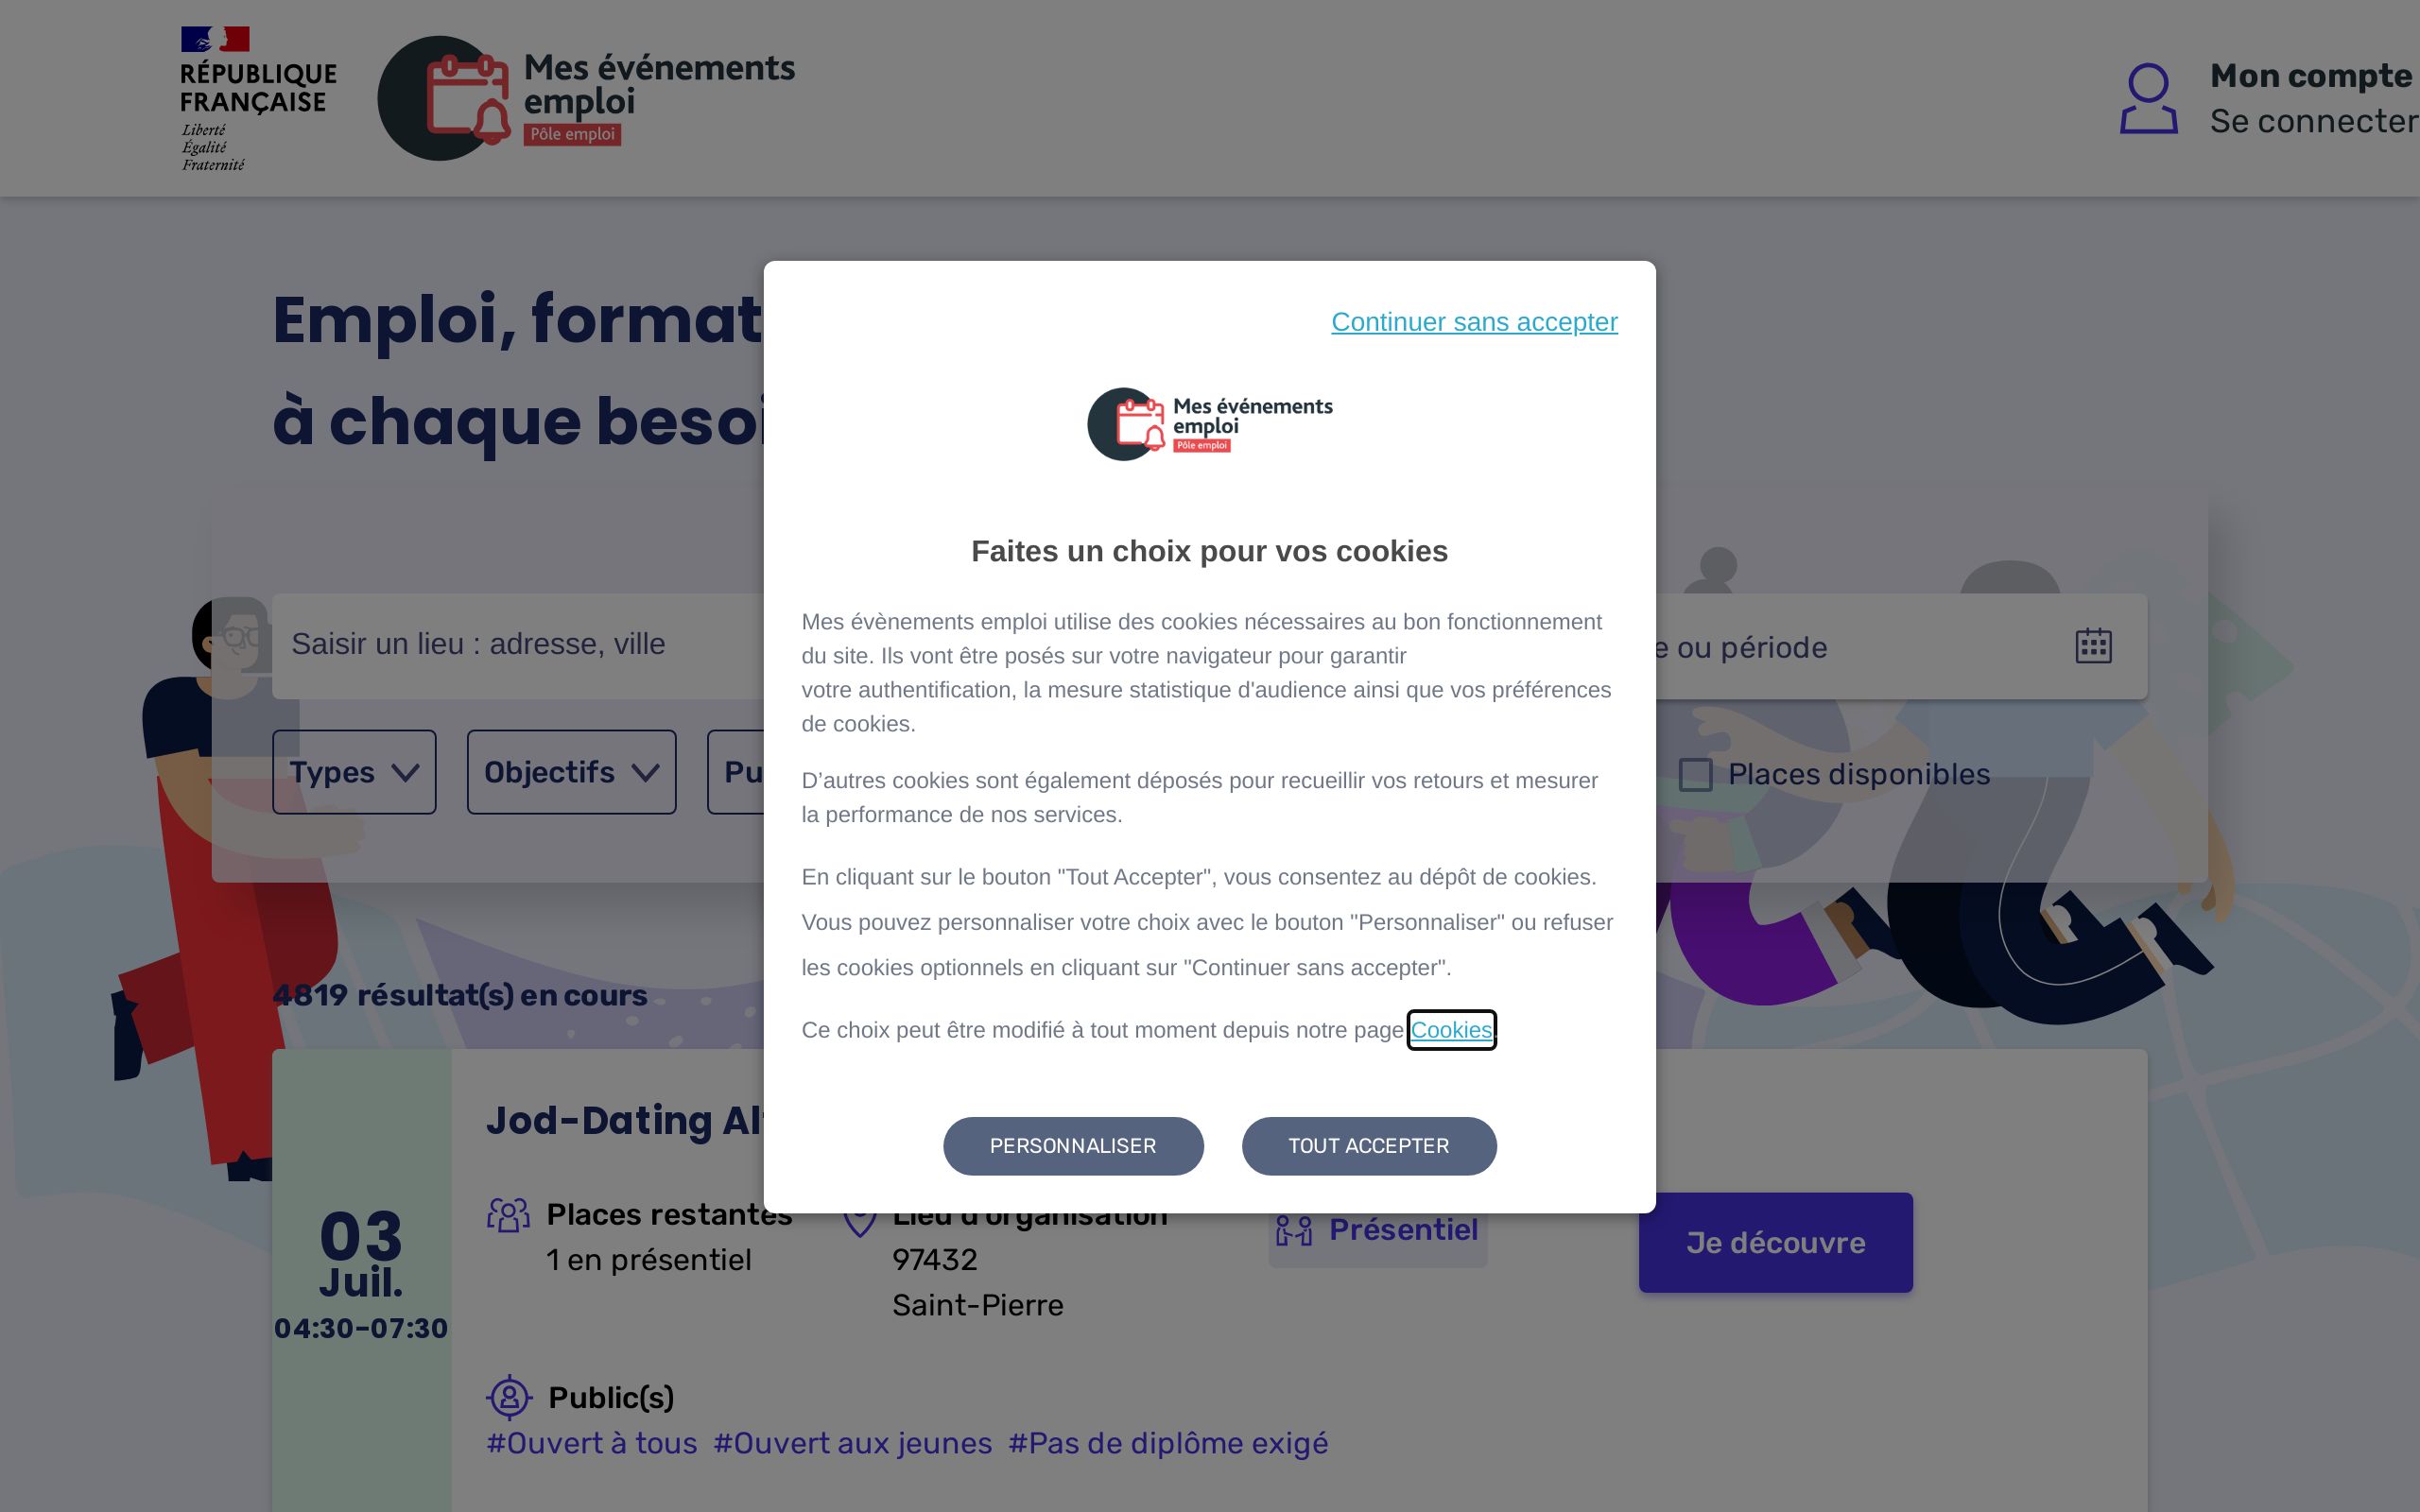 RÉPUBLIQUE
FRANÇAISE
Liberté
Égalité
Fraternité
Mes événements
emploi
Pôle emploi
Mon compte
Se connecter
Emploi, format
à chaque besoi
Saisir un lieu : adresse, ville
e ou période
Types
Objectifs
Pu
Places disponibles
4819 résultat(s) en cours
Continuer sans accepter
Mes événements
emploi
Pôle emploi
Faites un choix pour vos cookies
Mes évènements emploi utilise des cookies nécessaires au bon fonctionnement
du site. Ils vont être posés sur votre navigateur pour garantir
votre authentification, la mesure statistique d'audience ainsi que vos préférences
de cookies.
D’autres cookies sont également déposés pour recueillir vos retours et mesurer
la performance de nos services.
En cliquant sur le bouton "Tout Accepter", vous consentez au dépôt de cookies.
Vous pouvez personnaliser votre choix avec le bouton "Personnaliser" ou refuser
les cookies optionnels en cliquant sur "Continuer sans accepter".
Ce choix peut être modifié à tout moment depuis notre page Cookies.
PERSONNALISER
TOUT ACCEPTER
03
Juil.
04:30-07:30
Jod-Dating Al
Places restantes
1 en présentiel
Lieu d'organisation
97432
Saint-Pierre
Présentiel
Je découvre
Public(s)
#Ouvert à tous #Ouvert aux jeunes #Pas de diplôme exigé